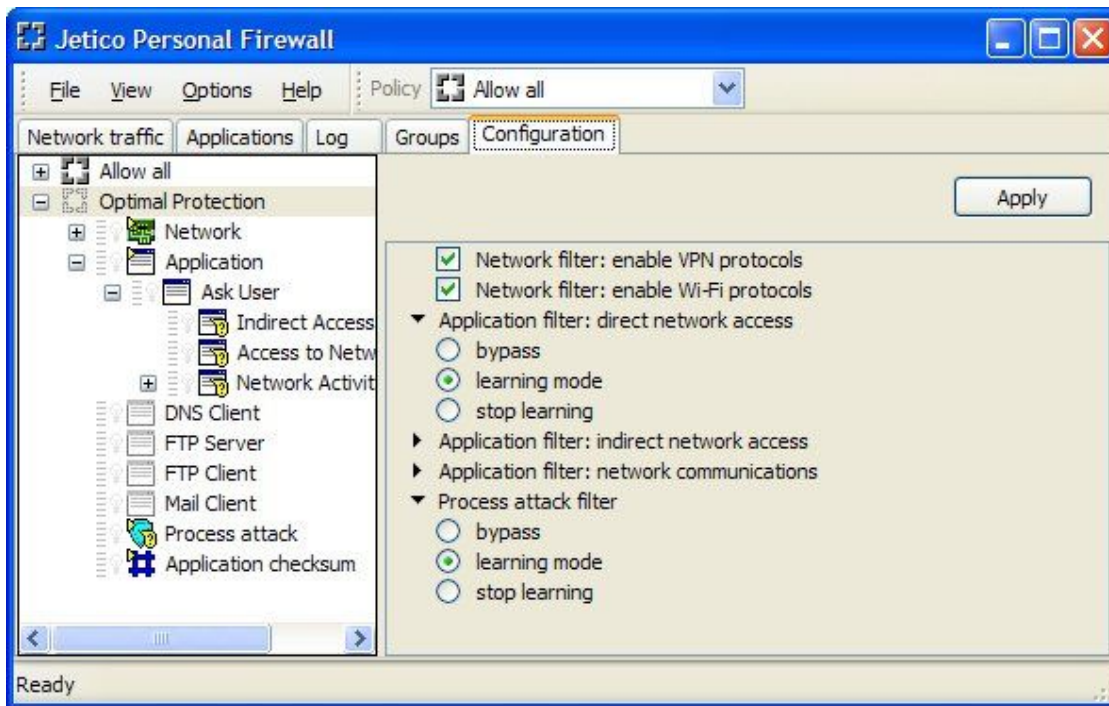 Jetico Personal Firewall
File View Options Help Policy Allow all
Network traffic Applications Log Groups Configuration
Allow all
Optimal Protection
Network
Application
Ask User
Indirect Access
Access to Netw
Network Activit
DNS Client
FTP Server
FTP Client
Mail Client
Process attack
Application checksum
Apply
Network filter: enable VPN protocols
Network filter: enable Wi-Fi protocols
Application filter: direct network access
bypass
learning mode
stop learning
Application filter: indirect network access
Application filter: network communications
Process attack filter
bypass
learning mode
stop learning
Ready